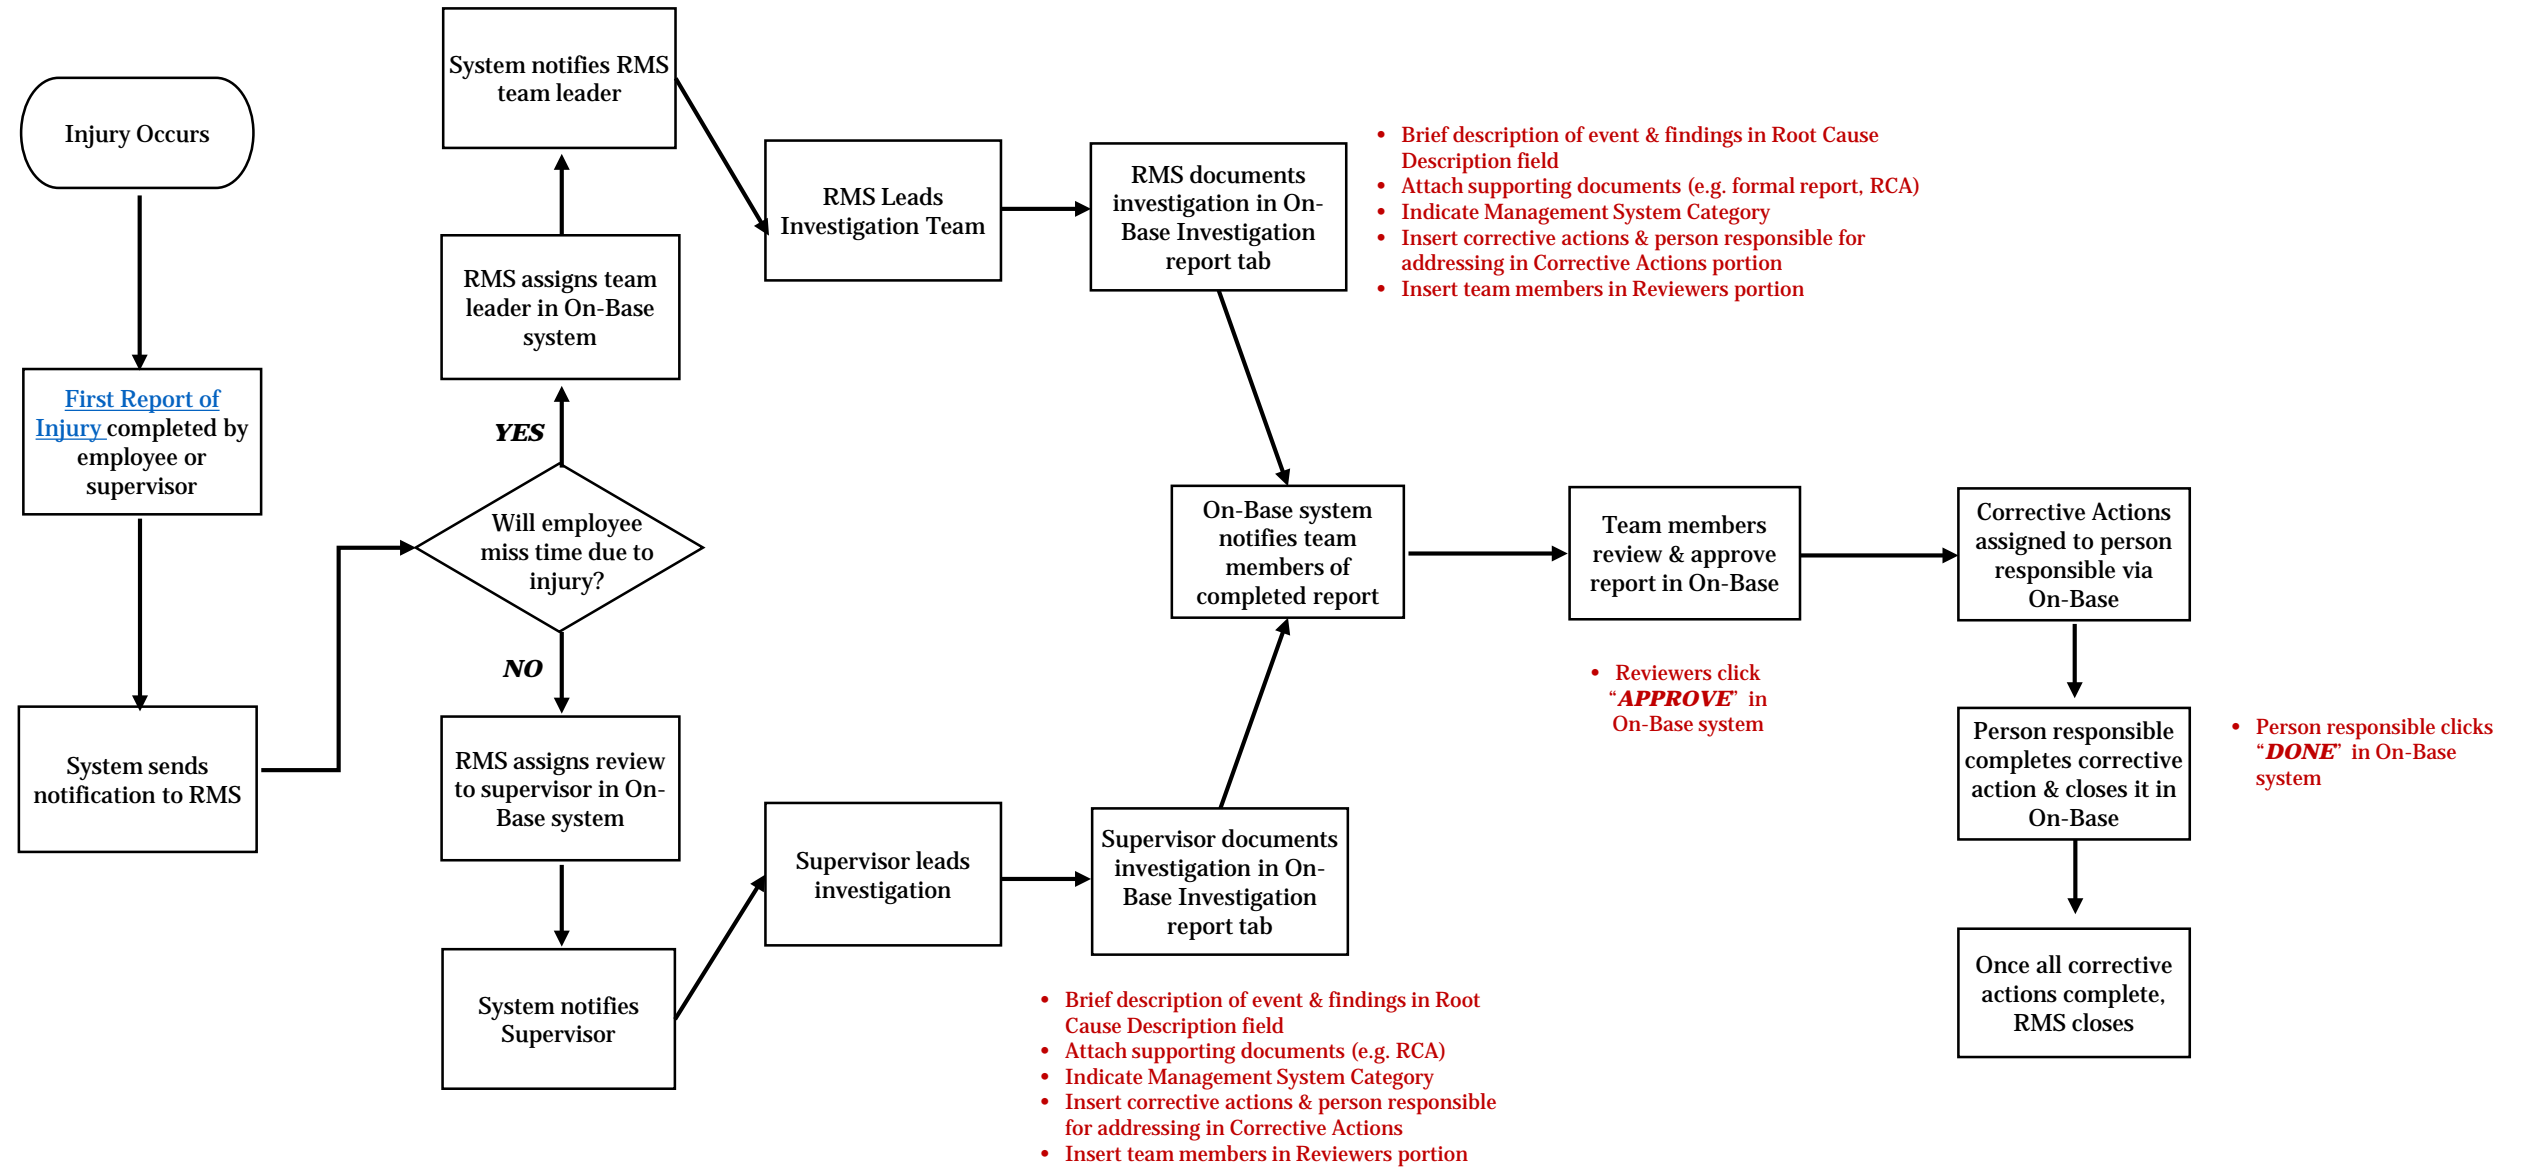 Injury Occurs
First Report of
Injury completed by
employee or
supervisor
System sends
notification to RMS
Will employee
miss time due to
injury?
YES
RMS assigns team
leader in On-Base
system
System notifies RMS
team leader
RMS Leads
Investigation Team
RMS documents
investigation in On-
Base Investigation
report tab
• Brief description of event & findings in Root Cause
Description field
• Attach supporting documents (e.g. formal report, RCA)
• Indicate Management System Category
• Insert corrective actions & person responsible for
addressing in Corrective Actions portion
• Insert team members in Reviewers portion
NO
RMS assigns review
to supervisor in On-
Base system
System notifies
Supervisor
Supervisor leads
investigation
Supervisor documents
investigation in On-
Base Investigation
report tab
• Brief description of event & findings in Root
Cause Description field
• Attach supporting documents (e.g. RCA)
• Indicate Management System Category
• Insert corrective actions & person responsible
for addressing in Corrective Actions
• Insert team members in Reviewers portion
On-Base system
notifies team
members of
completed report
Team members
review & approve
report in On-Base
• Reviewers click
“APPROVE” in
On-Base system
Corrective Actions
assigned to person
responsible via
On-Base
Person responsible
completes corrective
action & closes it in
On-Base
• Person responsible clicks
“DONE” in On-Base
system
Once all corrective
actions complete,
RMS closes